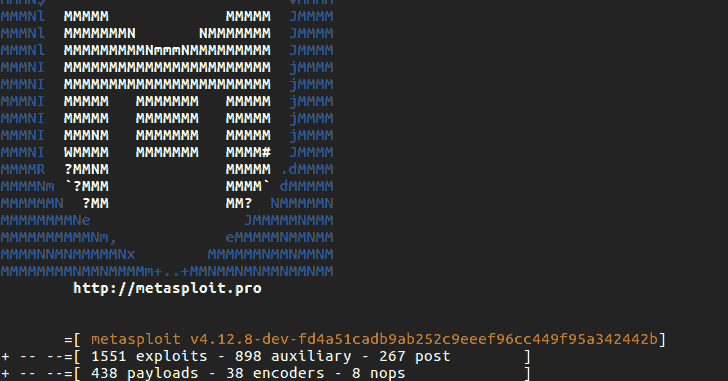 MMMNl  MMMMM             MMMMM  JMMMM
MMMNl  MMMMMMMN       NMMMMMMM  JMMMM
MMMNl  MMMMMMMMMNmmmNMMMMMMMMM  JMMMM
MMMNI  MMMMMMMMMMMMMMMMMMMMMMM  jMMMM
MMMNI  MMMMMMMMMMMMMMMMMMMMMMM  jMMMM
MMMNI  MMMMM   MMMMMMM   MMMMM  jMMMM
MMMNI  MMMMM   MMMMMMM   MMMMM  jMMMM
MMMNI  MMMNM   MMMMMMM   MMMMM  jMMMM
MMMNI  WMMMM   MMMMMMM   MMMM#  JMMMM
MMMMR  ?MMNM             MMMMM .dMMMM
MMMMNm `?MMM             MMMM` dMMMMM
MMMMMMN  ?MM             MM?  NMMMMMN
MMMMMMMMNe                 JMMMMMNMMM
MMMMMMMMMMNm,            eMMMMMNMMNMM
MMMMNNMNMMMMMNx        MMMMMMNMMNMMNM
MMMMMMMMNMMNMMMMm+..+MMNMMNMNMMNMMNMM
http://metasploit.pro
=[ metasploit v4.12.8-dev-fd4a51cadb9ab252c9eeef96cc449f95a342442b]
+ -- --=[ 1551 exploits - 898 auxiliary - 267 post        ]
+ -- --=[ 438 payloads - 38 encoders - 8 nops             ]